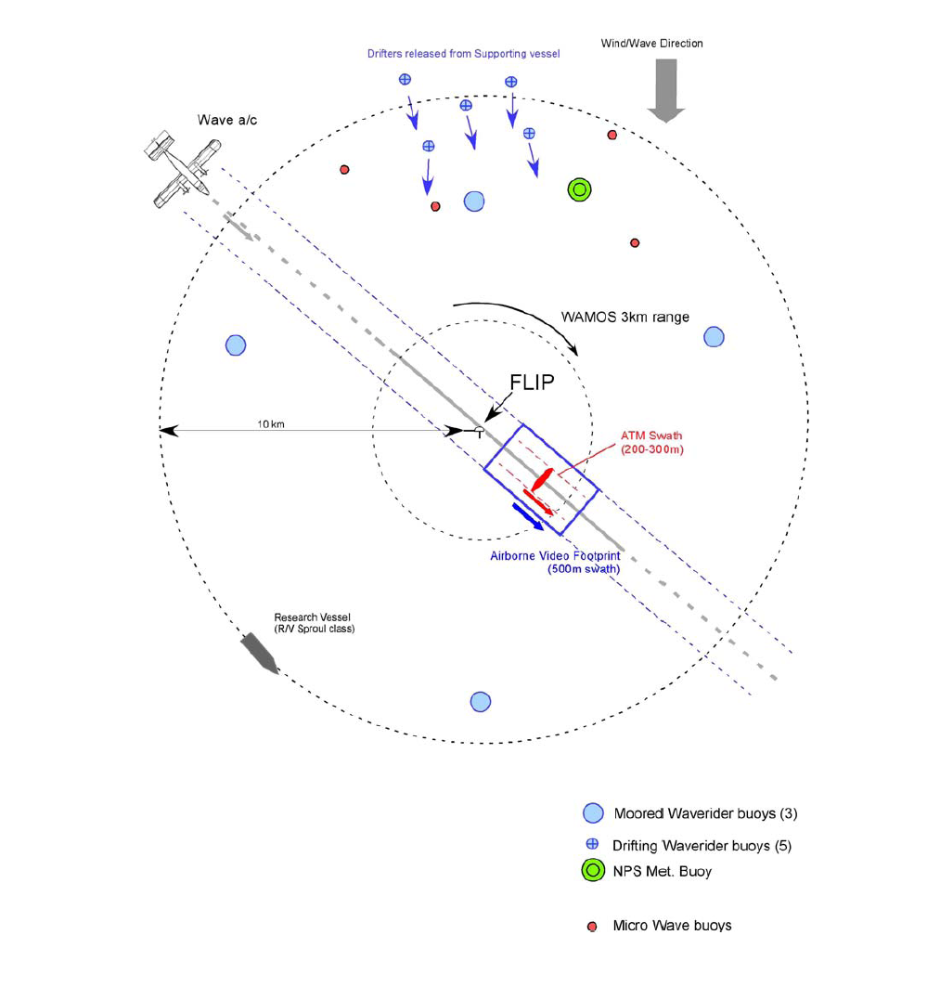 Wind/Wave Direction
Drifters released from Supporting vessel
Wave a/c
WAMOS 3km range
FLIP
10 km
ATM Swath
(200-300m)
Airborne Video Footprint
(500m swath)
Research Vessel
(R/V Sproul class)
Moored Waverider buoys (3)
Drifting Waverider buoys (5)
NPS Met. Buoy
Micro Wave buoys